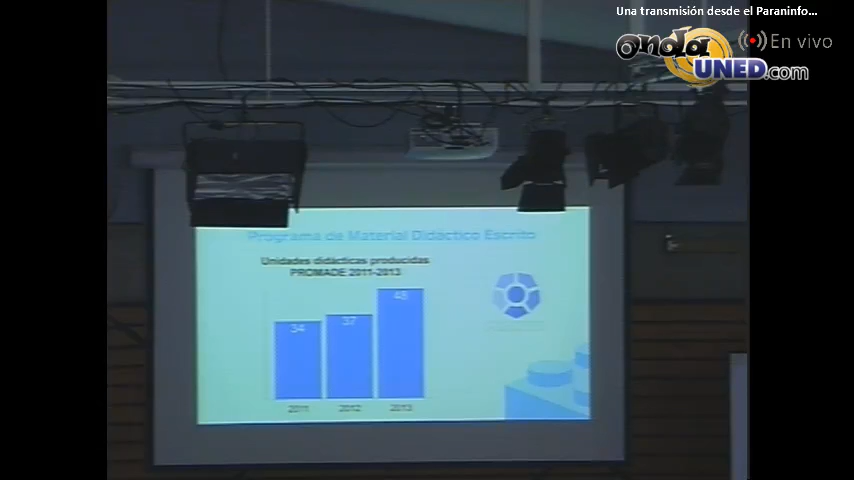 Una transmisión desde el Paraninfo...
onda UNED.com
En vivo
Programa de Material Didáctico Escrito
Unidades didácticas producidas
PROMADE 2011-2013
34
37
48
2011
2012
2013